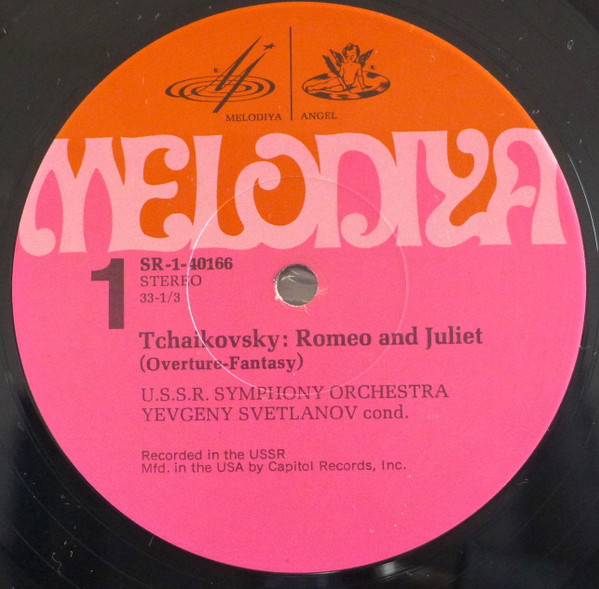 MELODIYA ANGEL
MELODIYA
1
SR-1-40166
STEREO
33-1/3
Tchaikovsky: Romeo and Juliet
(Overture-Fantasy)
U.S.S.R. SYMPHONY ORCHESTRA
YEVGENY SVETLANOV cond.
Recorded in the USSR
Mfd. in the USA by Capitol Records, Inc.